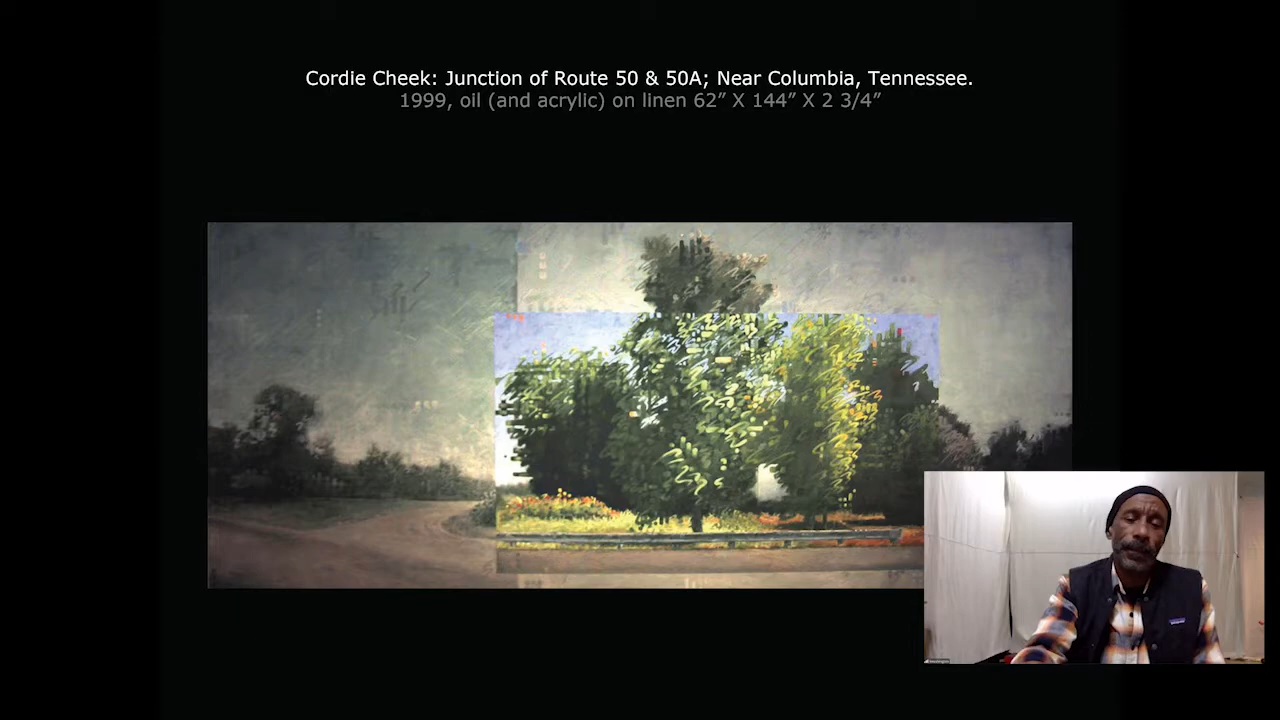 Cordie Cheek: Junction of Route 50 & 50A; Near Columbia, Tennessee.
1999, oil (and acrylic) on linen 62” X 144” X 2 3/4”